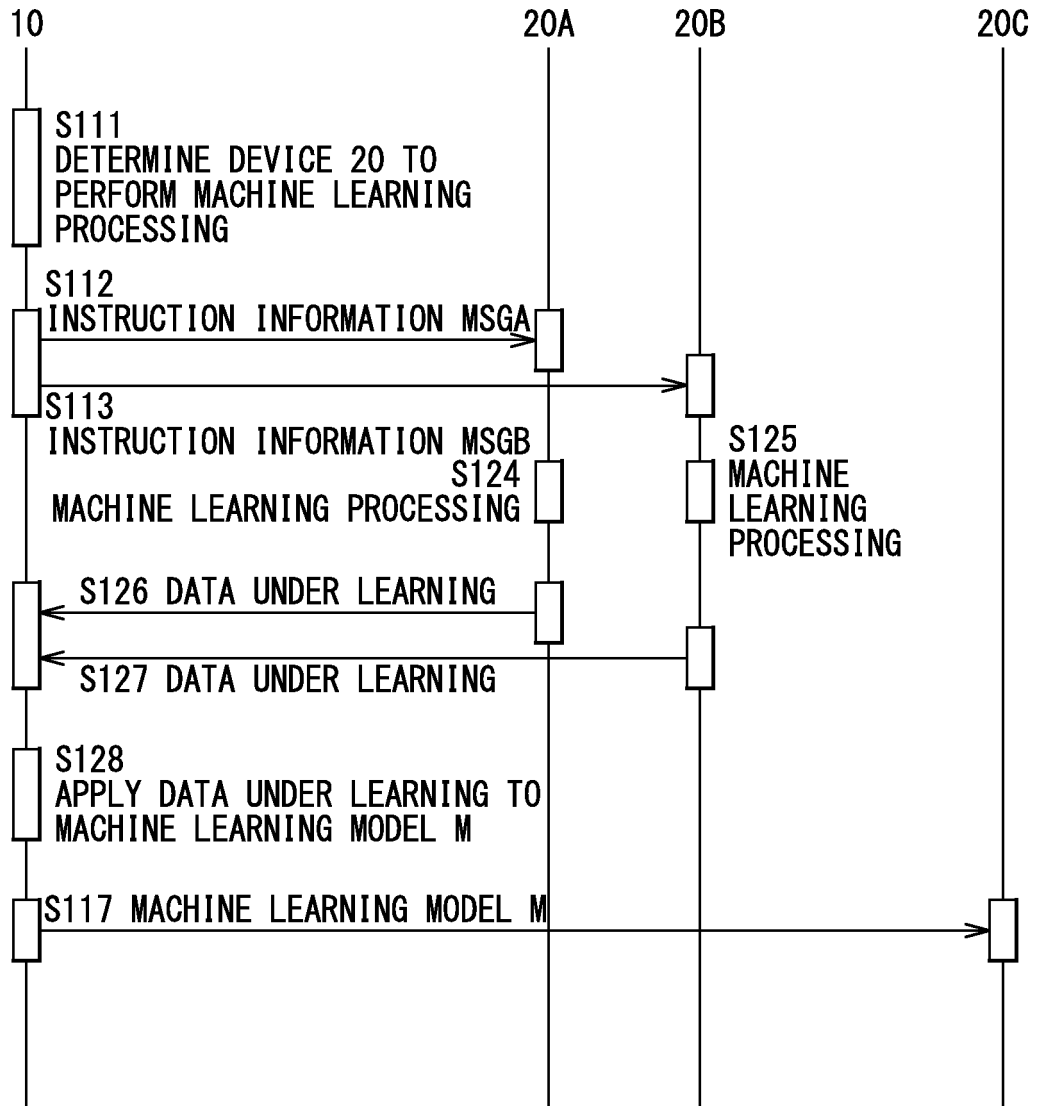 10 20A 20B 20C
S111
DETERMINE DEVICE 20 TO
PERFORM MACHINE LEARNING
PROCESSING
S112
INSTRUCTION INFORMATION MSGA
S113
INSTRUCTION INFORMATION MSGB
S124
MACHINE LEARNING PROCESSING
S125
MACHINE
LEARNING
PROCESSING
S126 DATA UNDER LEARNING
S127 DATA UNDER LEARNING
S128
APPLY DATA UNDER LEARNING TO
MACHINE LEARNING MODEL M
S117 MACHINE LEARNING MODEL M